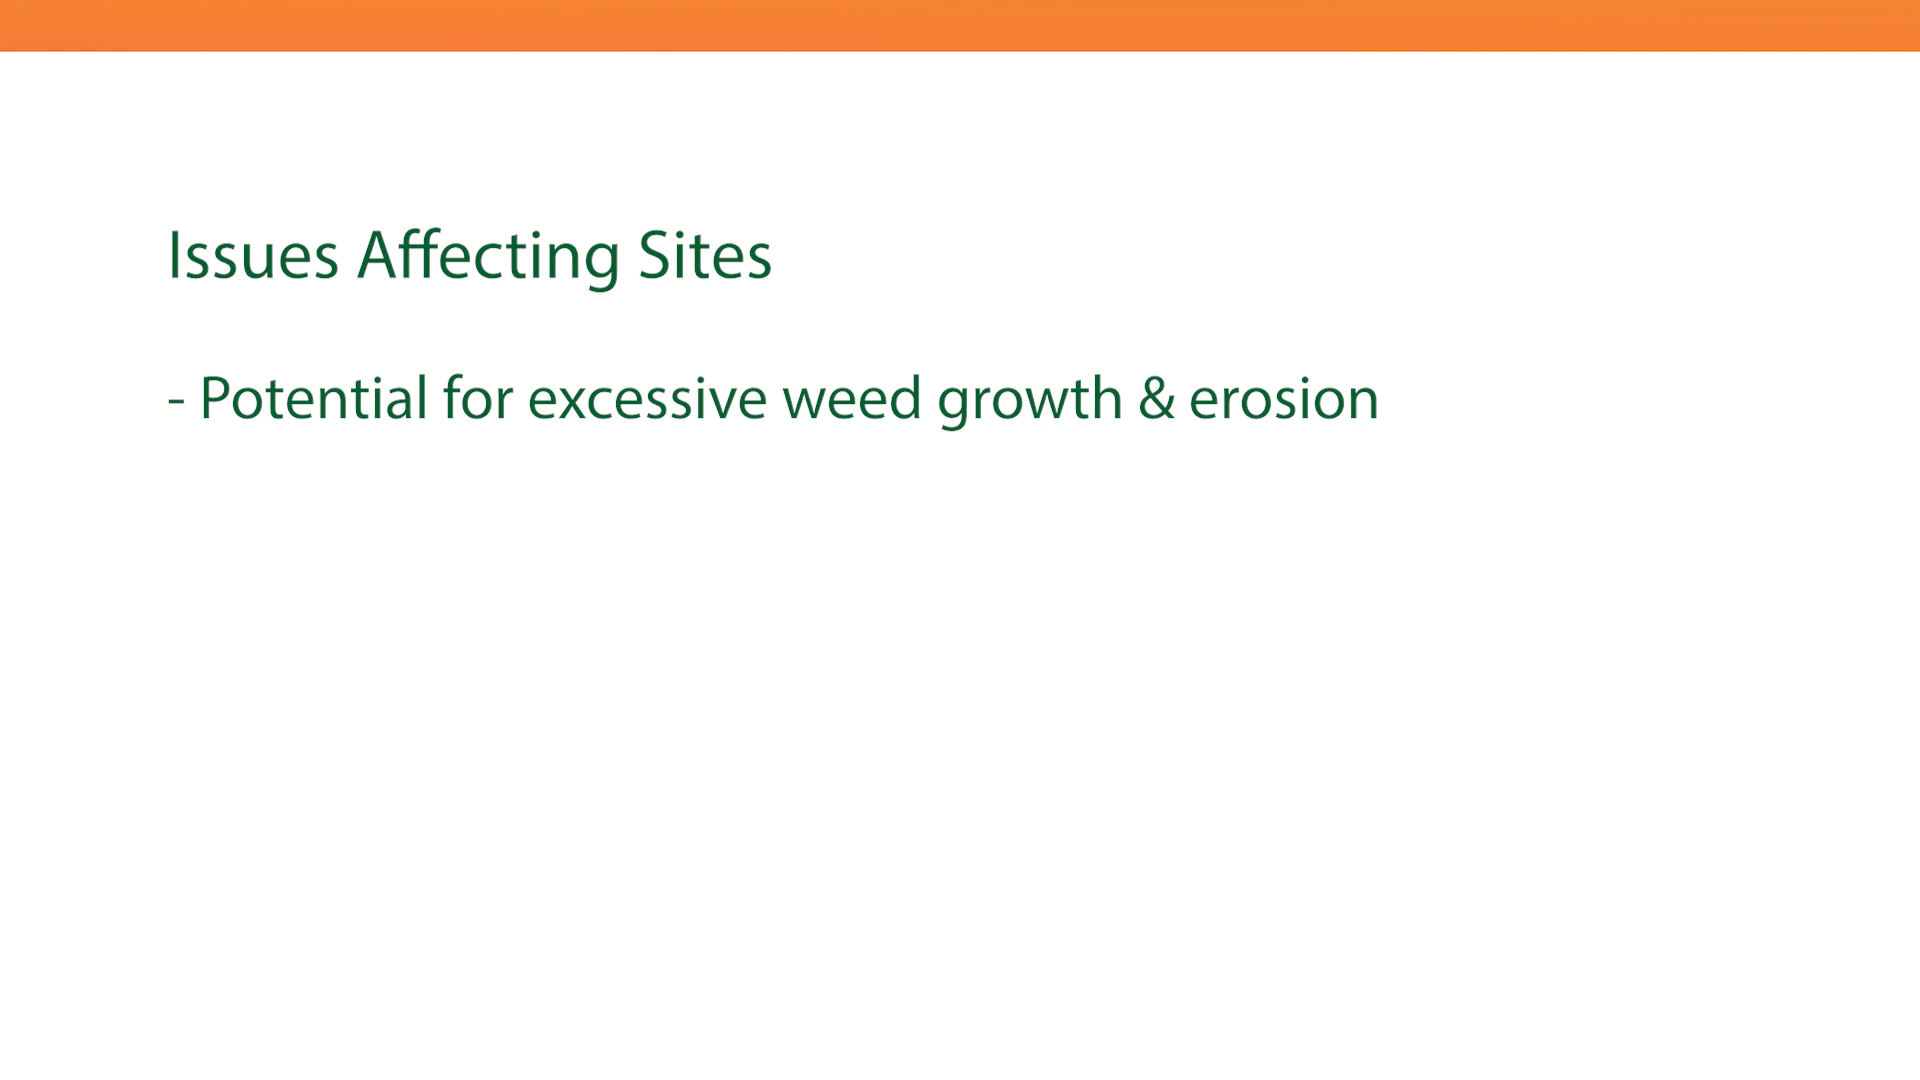 Issues Affecting Sites
- Potential for excessive weed growth & erosion